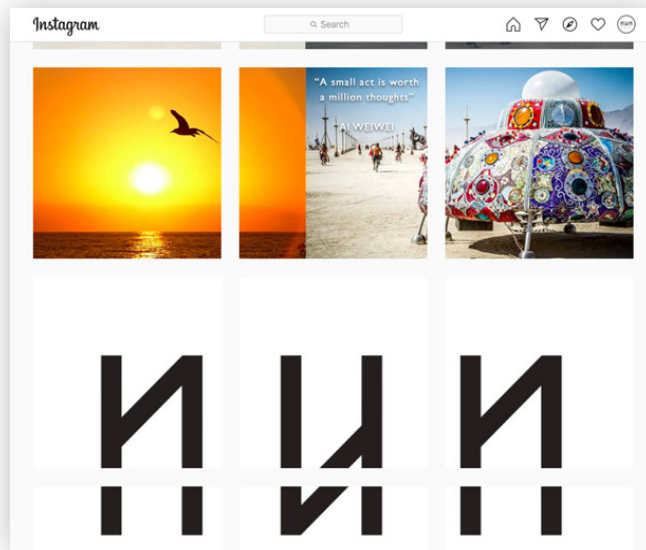 Instagram
Search
“A small act is worth
a million thoughts”
AI WEIWEI